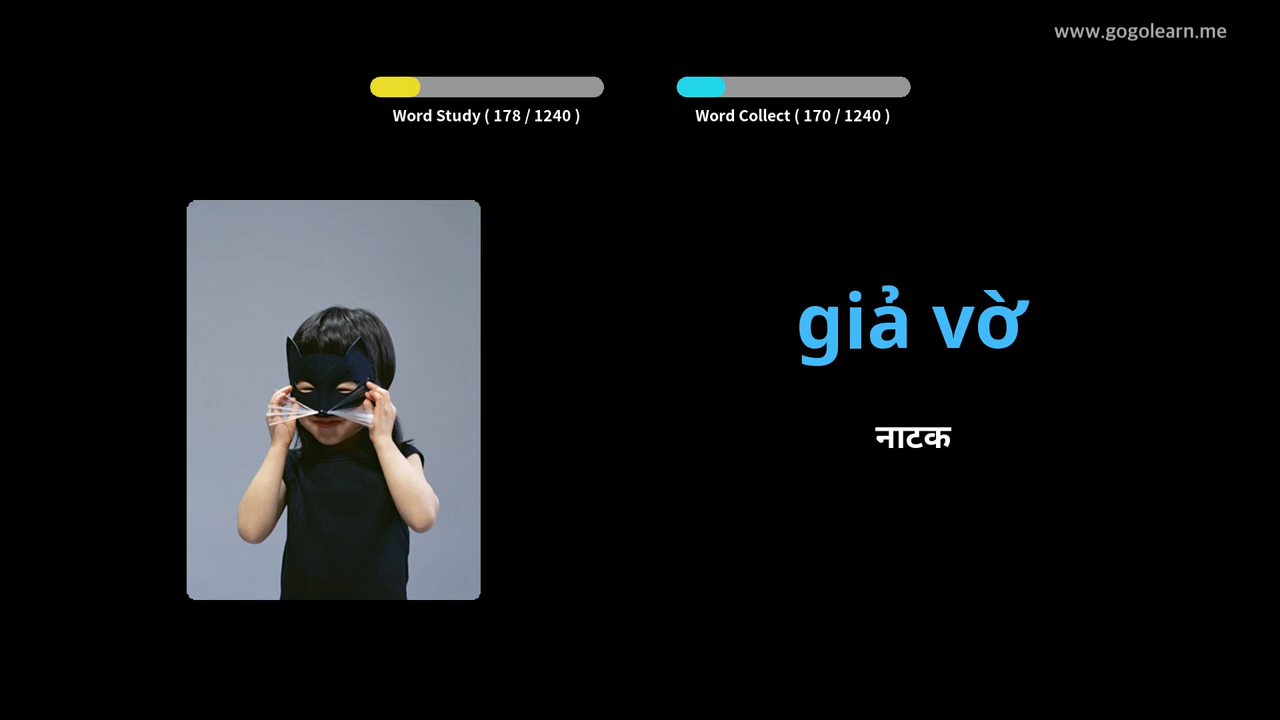 www.gogolearn.me
Word Study ( 178 / 1240 )
Word Collect ( 170 / 1240 )
giả vờ
नाटक